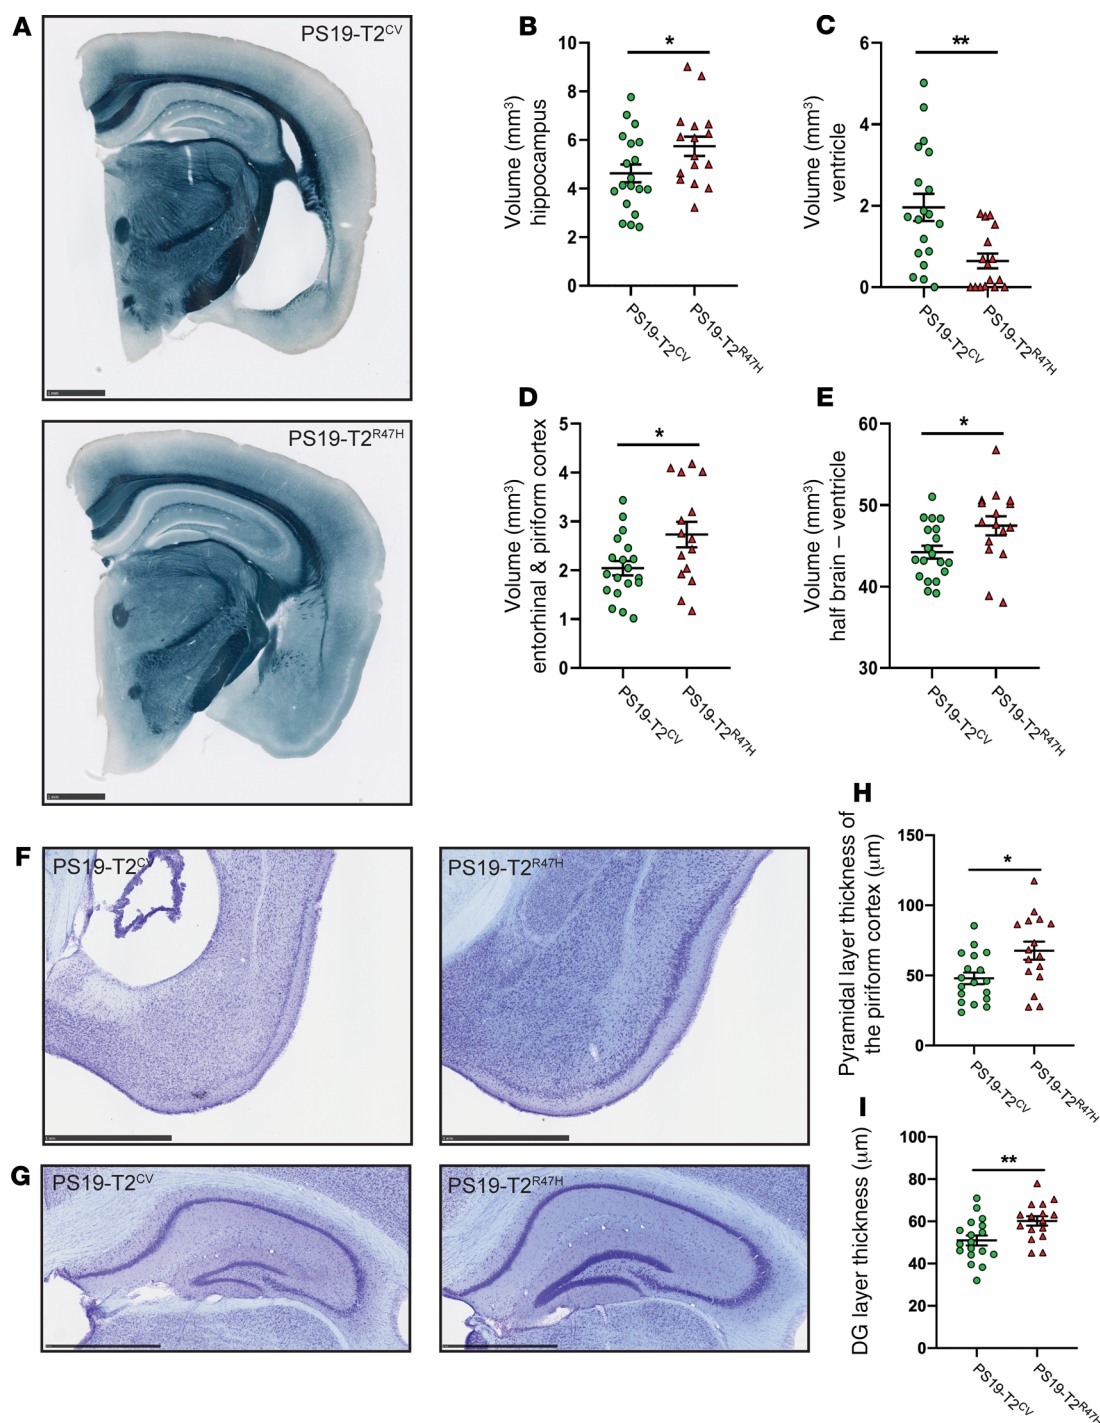 A
PS19-T2CV
PS19-T2R47H
B
Volume (mm3)
hippocampus
10
8
6
4
2
0
*
PS19-T2CV
PS19-T2R47H
C
Volume (mm3)
ventricle
6
4
2
0
**
PS19-T2CV
PS19-T2R47H
D
Volume (mm3)
entorhinal & piriform cortex
5
4
3
2
1
0
*
PS19-T2CV
PS19-T2R47H
E
Volume (mm3)
half brain – ventricle
60
50
40
30
*
PS19-T2CV
PS19-T2R47H
F
PS19-T2CV
PS19-T2R47H
G
PS19-T2CV
PS19-T2R47H
H
Pyramidal layer thickness of
the piriform cortex (μm)
150
100
50
0
*
PS19-T2CV
PS19-T2R47H
I
DG layer thickness (μm)
100
80
60
40
20
0
**
PS19-T2CV
PS19-T2R47H